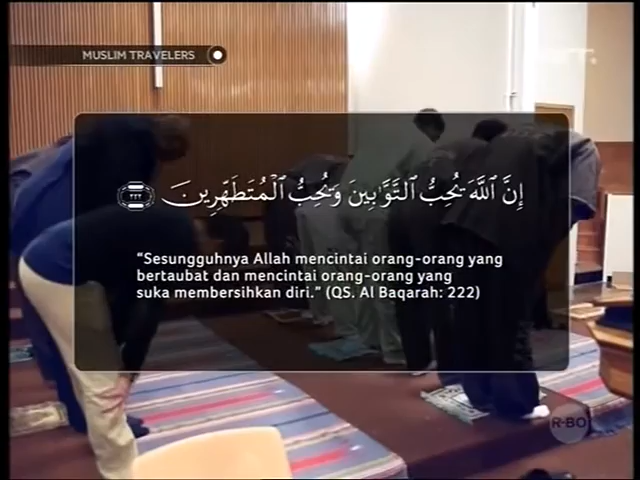 MUSLIM TRAVELERS
إِنَّ اللَّهَ يُحِبُّ التَّوَّابِينَ وَيُحِبُّ الْمُتَطَهِّرِينَ ٢٢٢
“Sesungguhnya Allah mencintai orang-orang yang
bertaubat dan mencintai orang-orang yang
suka membersihkan diri.” (QS. Al Baqarah: 222)
R-BO